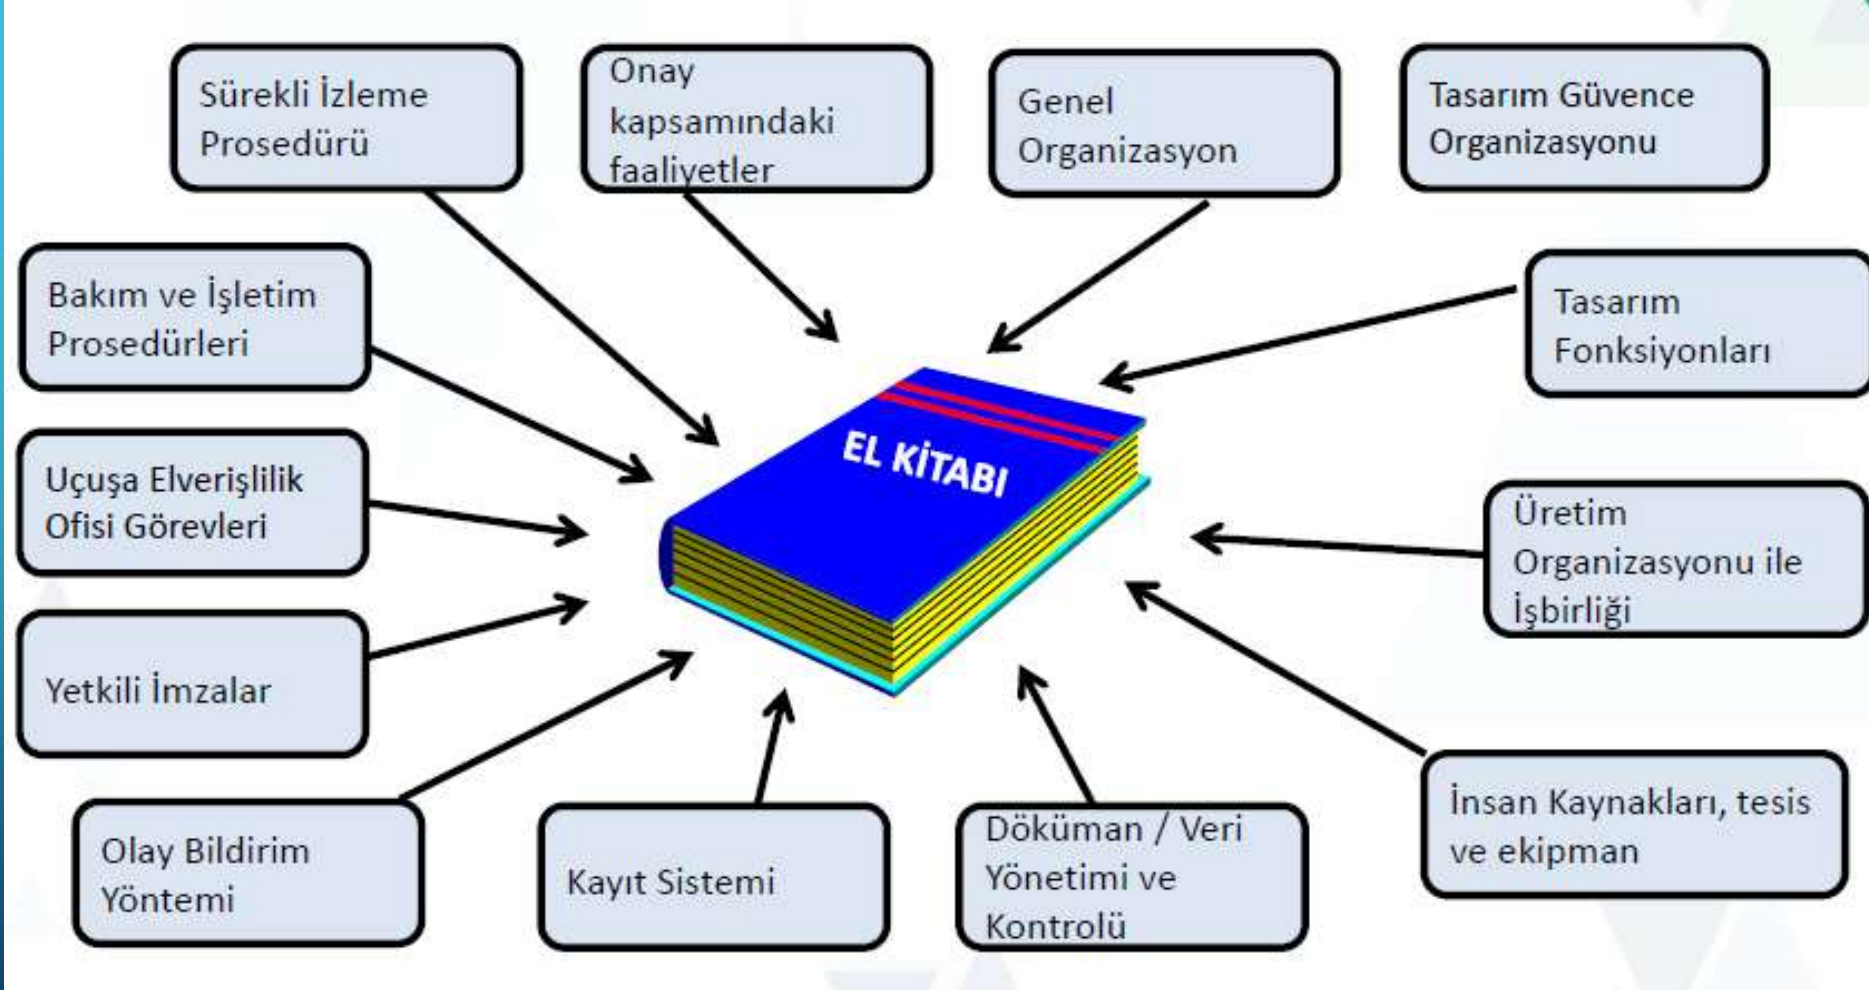 Sürekli İzleme
Prosedürü
Onay
kapsamındaki
faaliyetler
Genel
Organizasyon
Tasarım Güvence
Organizasyonu
Bakım ve İşletim
Prosedürleri
Tasarım
Fonksiyonları
EL KİTABI
Uçuşa Elverişlilik
Ofisi Görevleri
Üretim
Organizasyonu ile
İşbirliği
Yetkili İmzalar
İnsan Kaynakları, tesis
ve ekipman
Olay Bildirim
Yöntemi
Kayıt Sistemi
Döküman / Veri
Yönetimi ve
Kontrolü